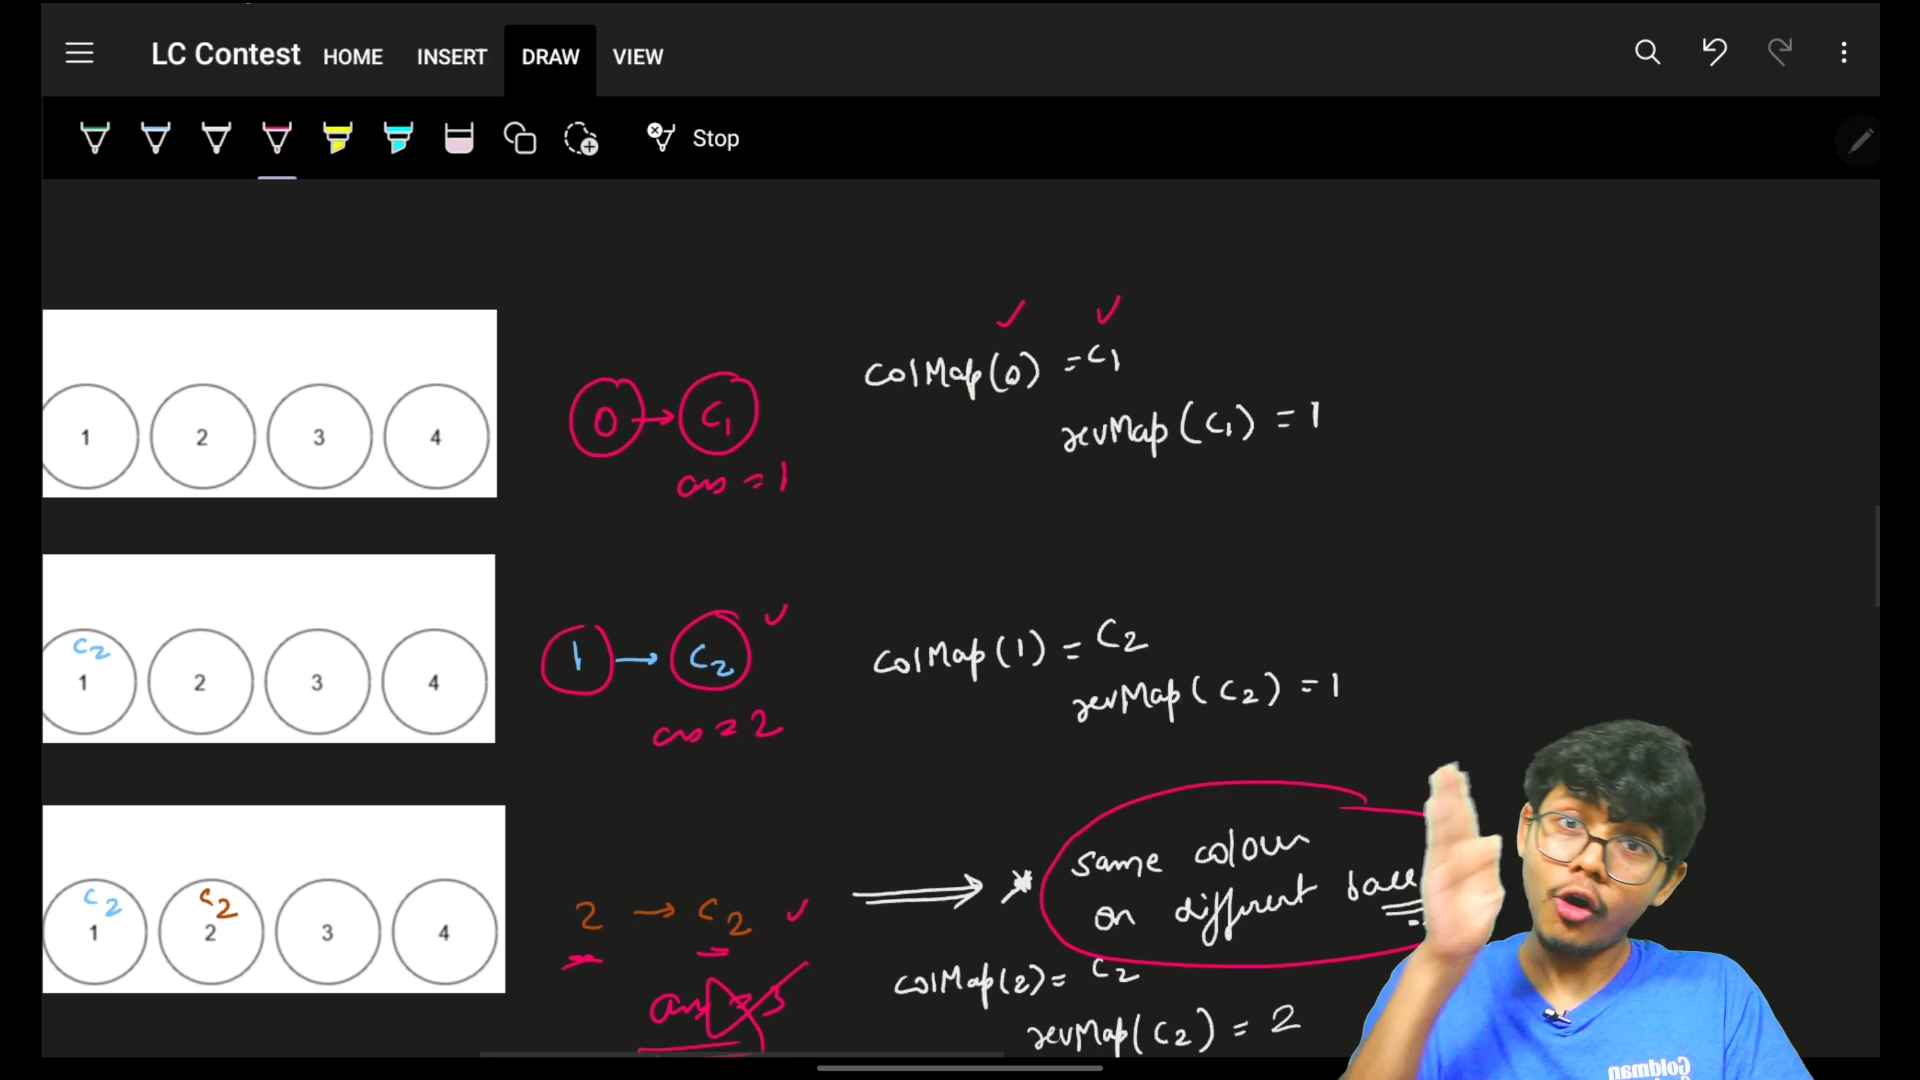 LC Contest HOME INSERT DRAW VIEW
Stop
colMap(0) = C1
revMap(C1) = 1
0 → C1
ans = 1
1 2 3 4
C2
1 2 3 4
1 → C2
ans = 2
colMap(1) = C2
revMap(C2) = 1
same colour
on different ball
C2 C2
1 2 3 4
2 → C2
colMap(2) = C2
revMap(C2) = 2
Goldman